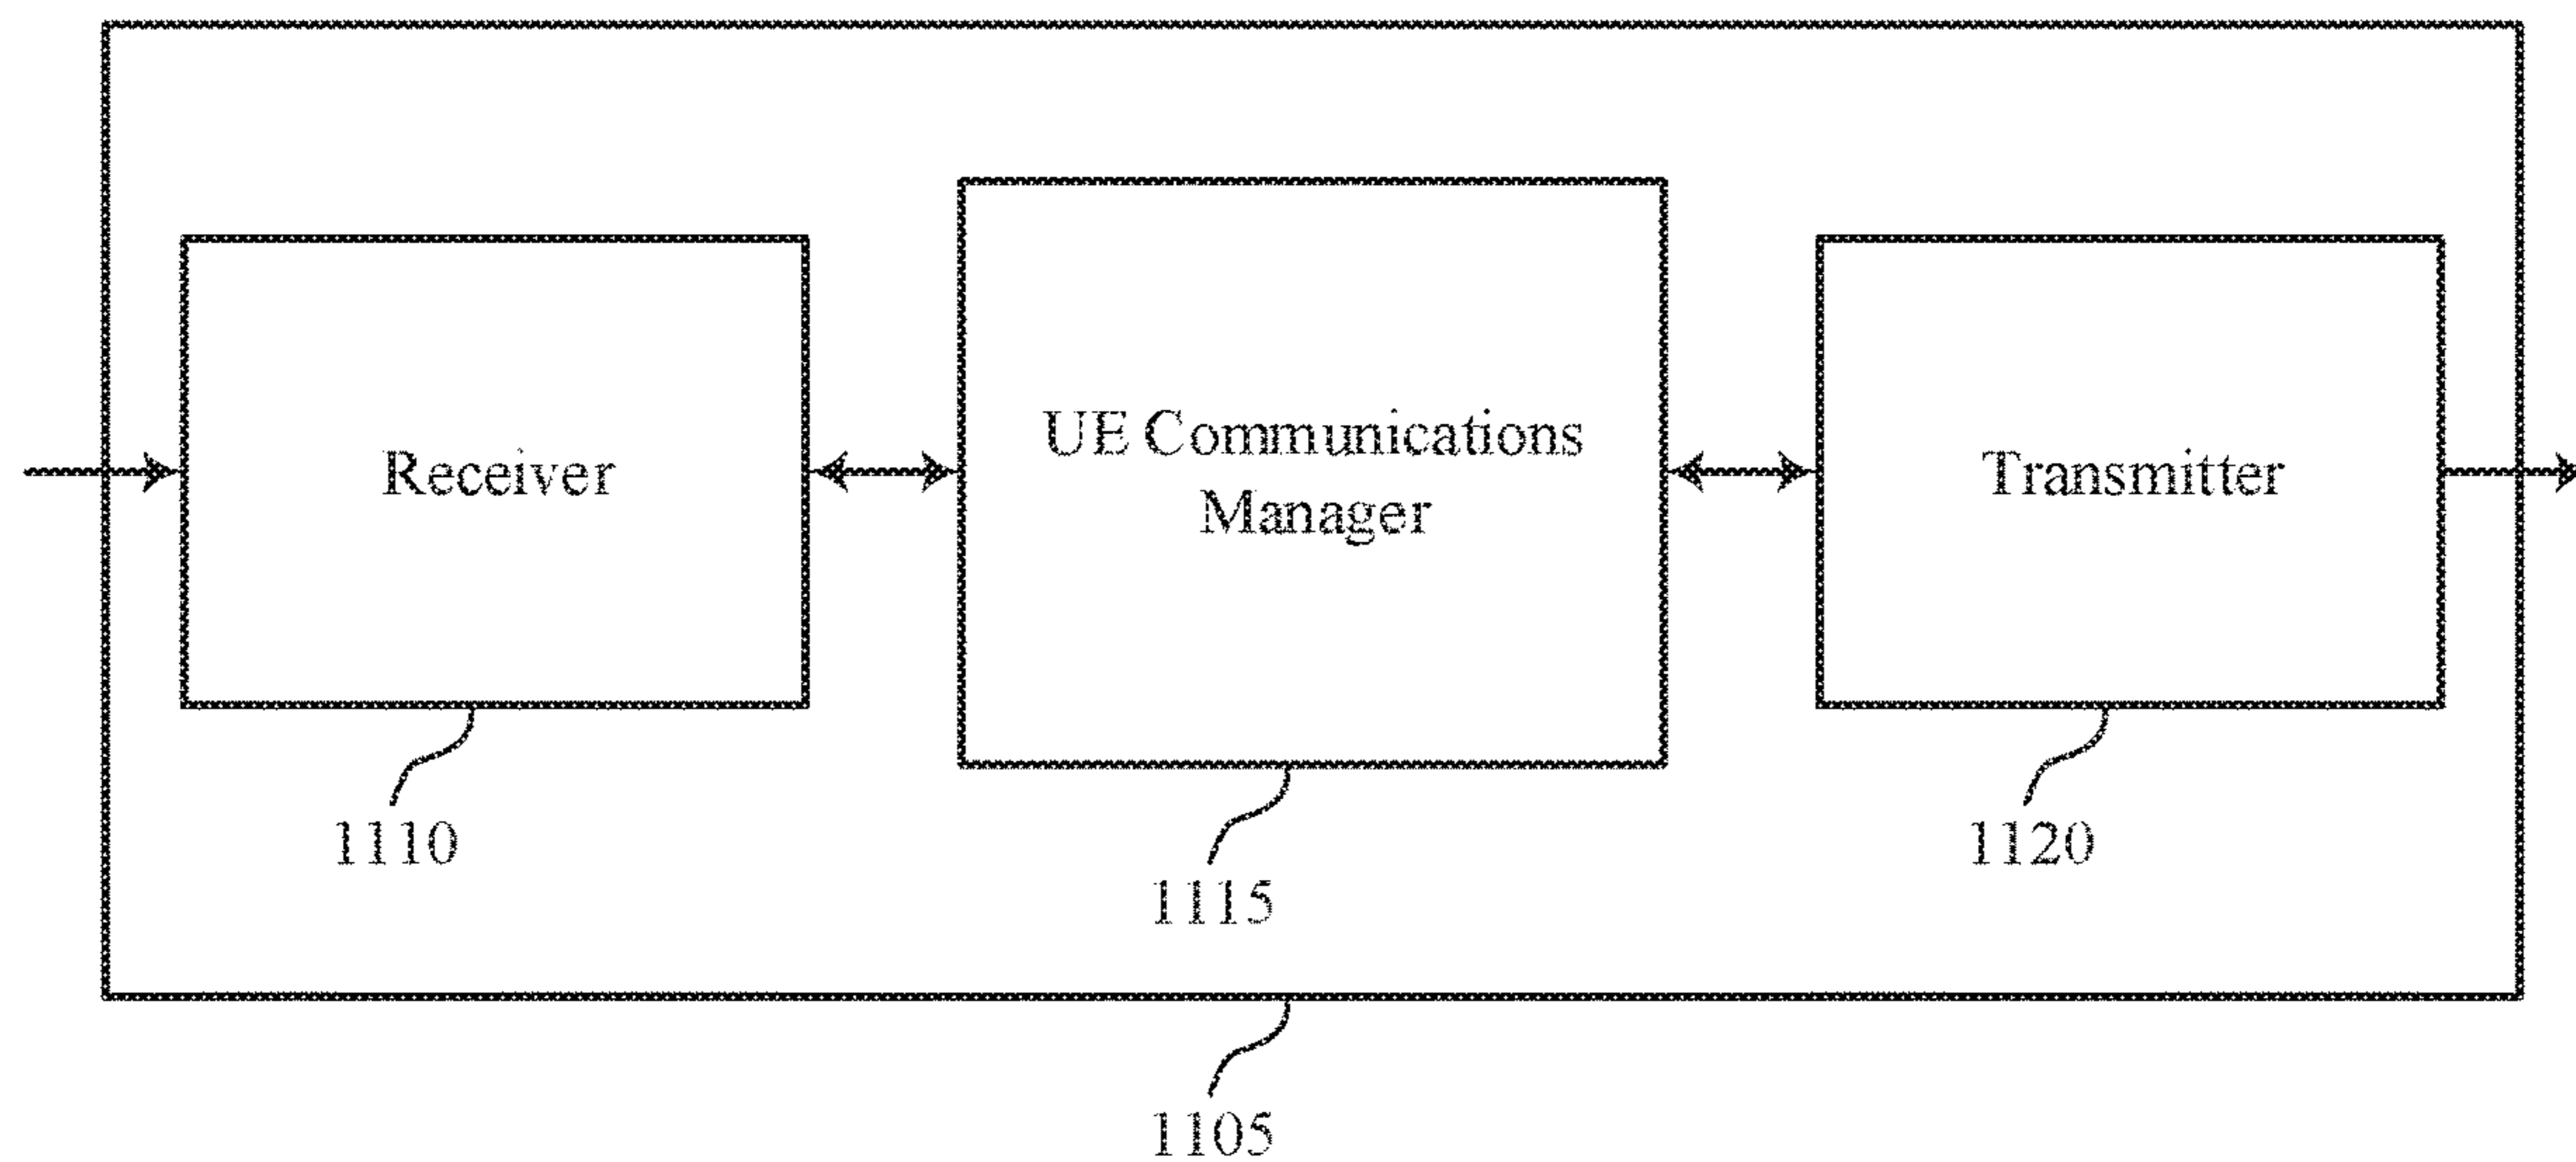 Receiver
UE Communications
Manager
Transmitter
1110
1115
1120
1105